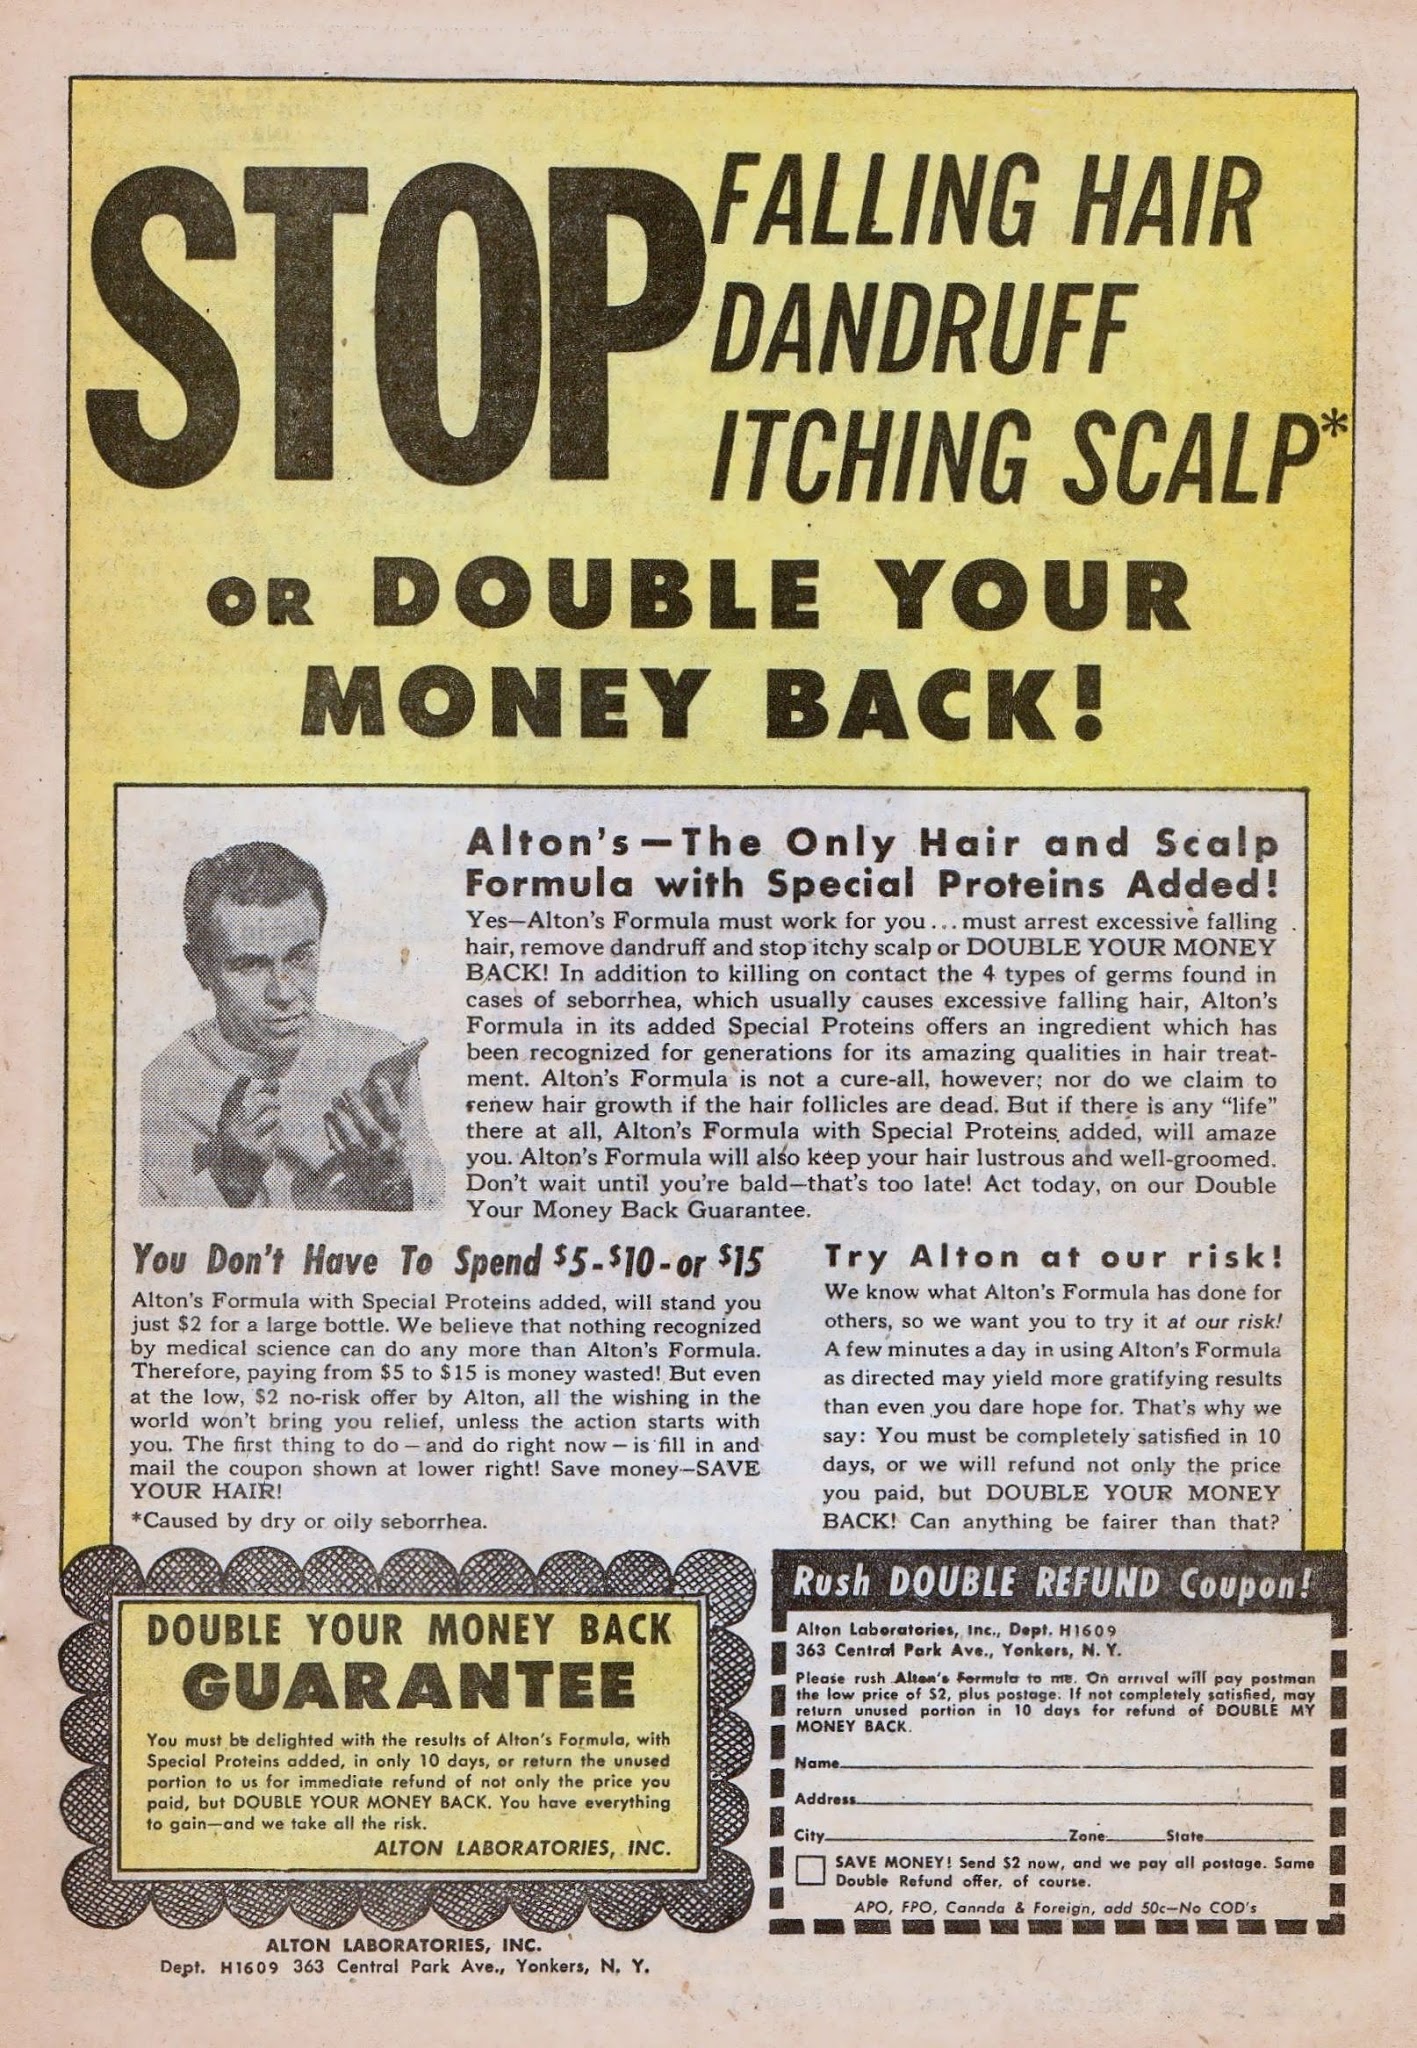 STOP
FALLING HAIR
DANDRUFF
ITCHING SCALP*
OR DOUBLE YOUR
MONEY BACK!
Alton's—The Only Hair and Scalp
Formula with Special Proteins Added!
Yes—Alton's Formula must work for you...must arrest excessive falling
hair, remove dandruff and stop itchy scalp or DOUBLE YOUR MONEY
BACK! In addition to killing on contact the 4 types of germs found in
cases of seborrhea, which usually causes excessive falling hair, Alton's
Formula in its added Special Proteins offers an ingredient which has
been recognized for generations for its amazing qualities in hair treat-
ment. Alton's Formula is not a cure-all, however; nor do we claim to
renew hair growth if the hair follicles are dead. But if there is any "life"
there at all, Alton's Formula with Special Proteins added, will amaze
you. Alton's Formula will also keep your hair lustrous and well-groomed.
Don't wait until you're bald—that's too late! Act today, on our Double
Your Money Back Guarantee.
You Don't Have To Spend $5-$10-or $15
Alton's Formula with Special Proteins added, will stand you
just $2 for a large bottle. We believe that nothing recognized
by medical science can do any more than Alton's Formula.
Therefore, paying from $5 to $15 is money wasted! But even
at the low, $2 no-risk offer by Alton, all the wishing in the
world won't bring you relief, unless the action starts with
you. The first thing to do — and do right now — is fill in and
mail the coupon shown at lower right! Save money—SAVE
YOUR HAIR!
*Caused by dry or oily seborrhea.
Try Alton at our risk!
We know what Alton's Formula has done for
others, so we want you to try it at our risk!
A few minutes a day in using Alton's Formula
as directed may yield more gratifying results
than even you dare hope for. That's why we
say: You must be completely satisfied in 10
days, or we will refund not only the price
you paid, but DOUBLE YOUR MONEY
BACK! Can anything be fairer than that?
DOUBLE YOUR MONEY BACK
GUARANTEE
You must be delighted with the results of Alton's Formula, with
Special Proteins added, in only 10 days, or return the unused
portion to us for immediate refund of not only the price you
paid, but DOUBLE YOUR MONEY BACK. You have everything
to gain—and we take all the risk.
ALTON LABORATORIES, INC.
ALTON LABORATORIES, INC.
Dept. H1609 363 Central Park Ave., Yonkers, N. Y.
Rush DOUBLE REFUND Coupon!
Alton Laboratories, Inc., Dept. H1609
363 Central Park Ave., Yonkers, N. Y.
Please rush Alton's Formula to me. On arrival will pay postman
the low price of $2, plus postage. If not completely satisfied, may
return unused portion in 10 days for refund of DOUBLE MY
MONEY BACK.
Name
Address
City Zone State
SAVE MONEY! Send $2 now, and we pay all postage. Same
Double Refund offer, of course.
APO, FPO, Canada & Foreign, add 50c—No COD's